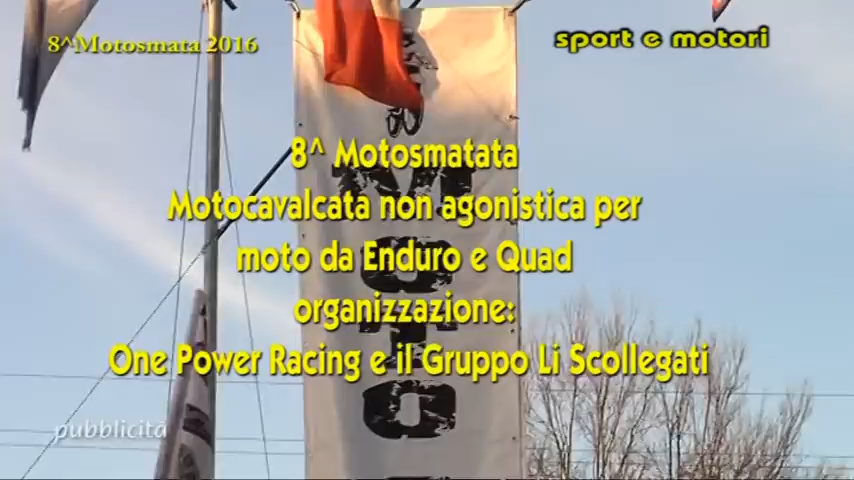 8^Motosmata 2016
sport e motori
8^ Motosmatata
Motocavalcata non agonistica per
moto da Enduro e Quad
organizzazione:
One Power Racing e il Gruppo Li Scollegati
pubblicità
MOTO